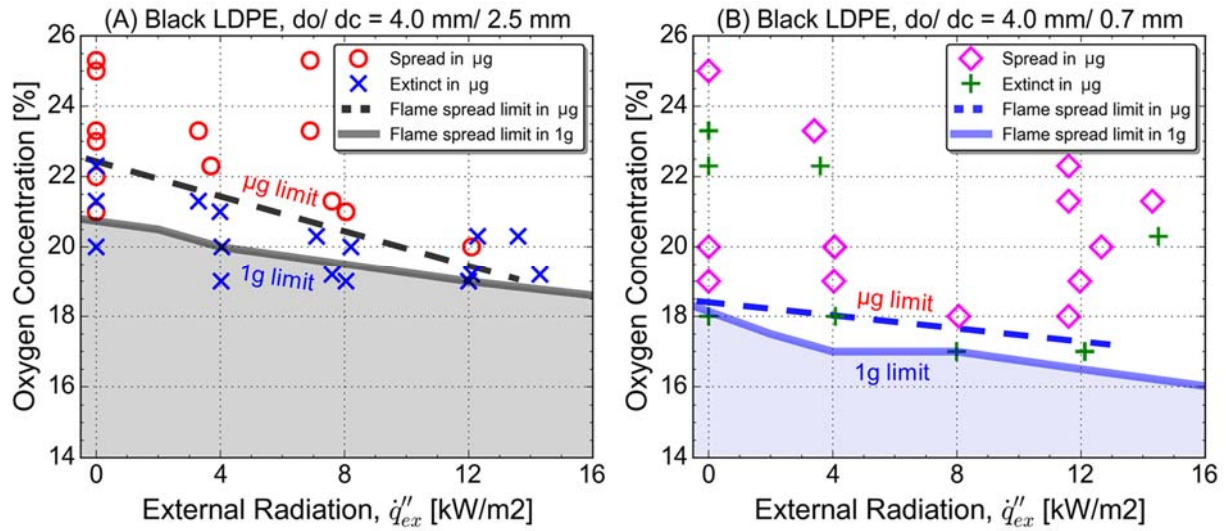 (A) Black LDPE, do/ dc = 4.0 mm/ 2.5 mm
Oxygen Concentration [%]
26
24
22
20
18
16
14
Spread in µg
Extinct in µg
Flame spread limit in µg
Flame spread limit in 1g
µg limit
1g limit
0 4 8 12 16
External Radiation, q̇″ex [kW/m2]
(B) Black LDPE, do/ dc = 4.0 mm/ 0.7 mm
Oxygen Concentration [%]
26
24
22
20
18
16
14
Spread in µg
Extinct in µg
Flame spread limit in µg
Flame spread limit in 1g
µg limit
1g limit
0 4 8 12 16
External Radiation, q̇″ex [kW/m2]